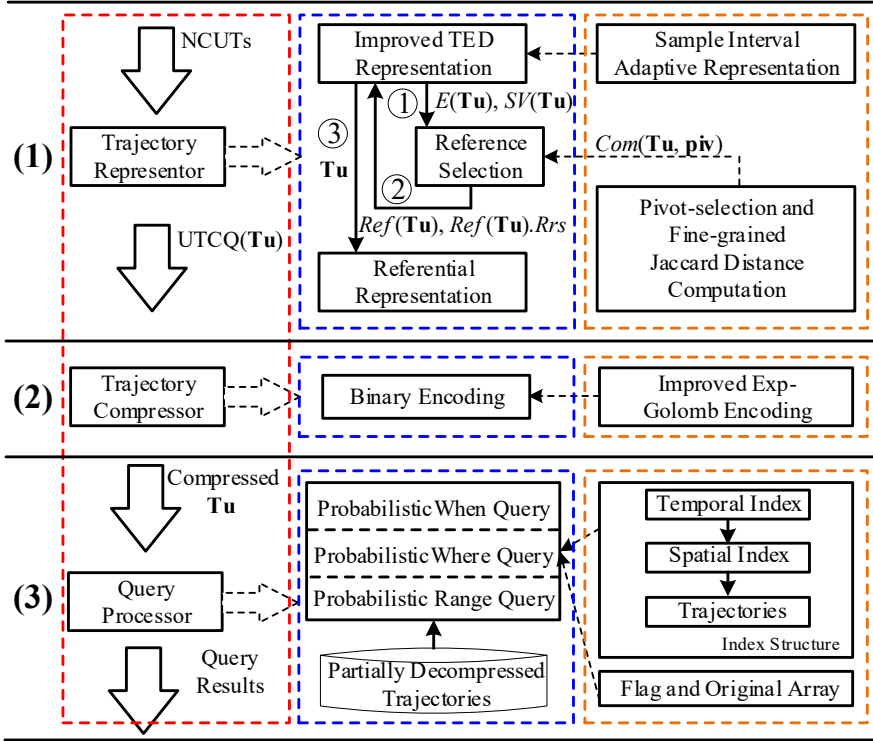 (1)
NCUTs
Trajectory
Representor
UTCQ(Tu)
Improved TED
Representation
① E(Tu), SV(Tu)
③
Tu
Reference
Selection
②
Ref(Tu), Ref(Tu).Rrs
Referential
Representation
Sample Interval
Adaptive Representation
Com(Tu, piv)
Pivot-selection and
Fine-grained
Jaccard Distance
Computation
(2)
Trajectory
Compressor
Binary Encoding
Improved Exp-
Golomb Encoding
(3)
Compressed
Tu
Query
Processor
Query
Results
Probabilistic When Query
Probabilistic Where Query
Probabilistic Range Query
Partially Decompressed
Trajectories
Temporal Index
Spatial Index
Trajectories
Index Structure
Flag and Original Array